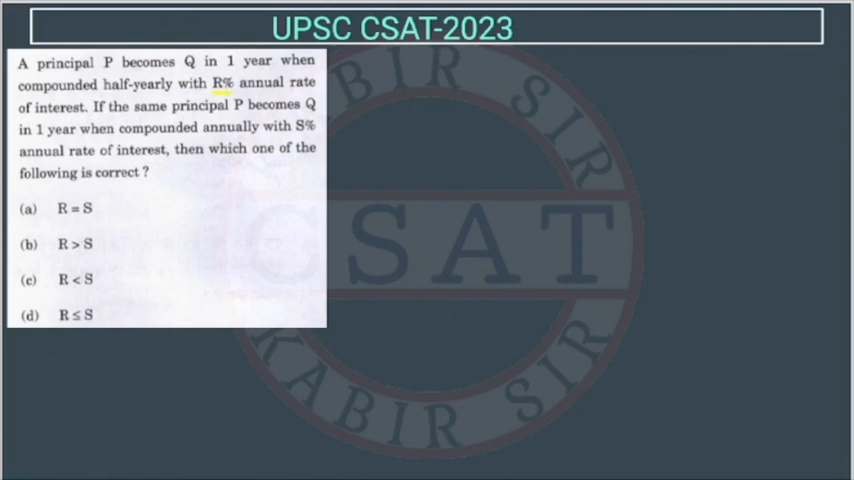 UPSC CSAT-2023
A principal P becomes Q in 1 year when
compounded half-yearly with R% annual rate
of interest. If the same principal P becomes Q
in 1 year when compounded annually with S%
annual rate of interest, then which one of the
following is correct ?
(a) R = S
(b) R > S
(c) R < S
(d) R ≤ S
KABIR SIR
CSAT
KABIR SIR